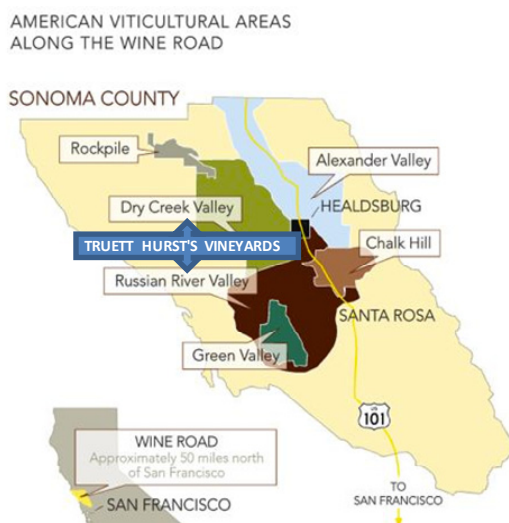 AMERICAN VITICULTURAL AREAS
ALONG THE WINE ROAD
SONOMA COUNTY
Rockpile
Alexander Valley
Dry Creek Valley
HEALDSBURG
TRUETT HURST'S VINEYARDS
Chalk Hill
Russian River Valley
SANTA ROSA
Green Valley
US
101
WINE ROAD
Approximately 50 miles north
of San Francisco
SAN FRANCISCO
TO
SAN FRANCISCO